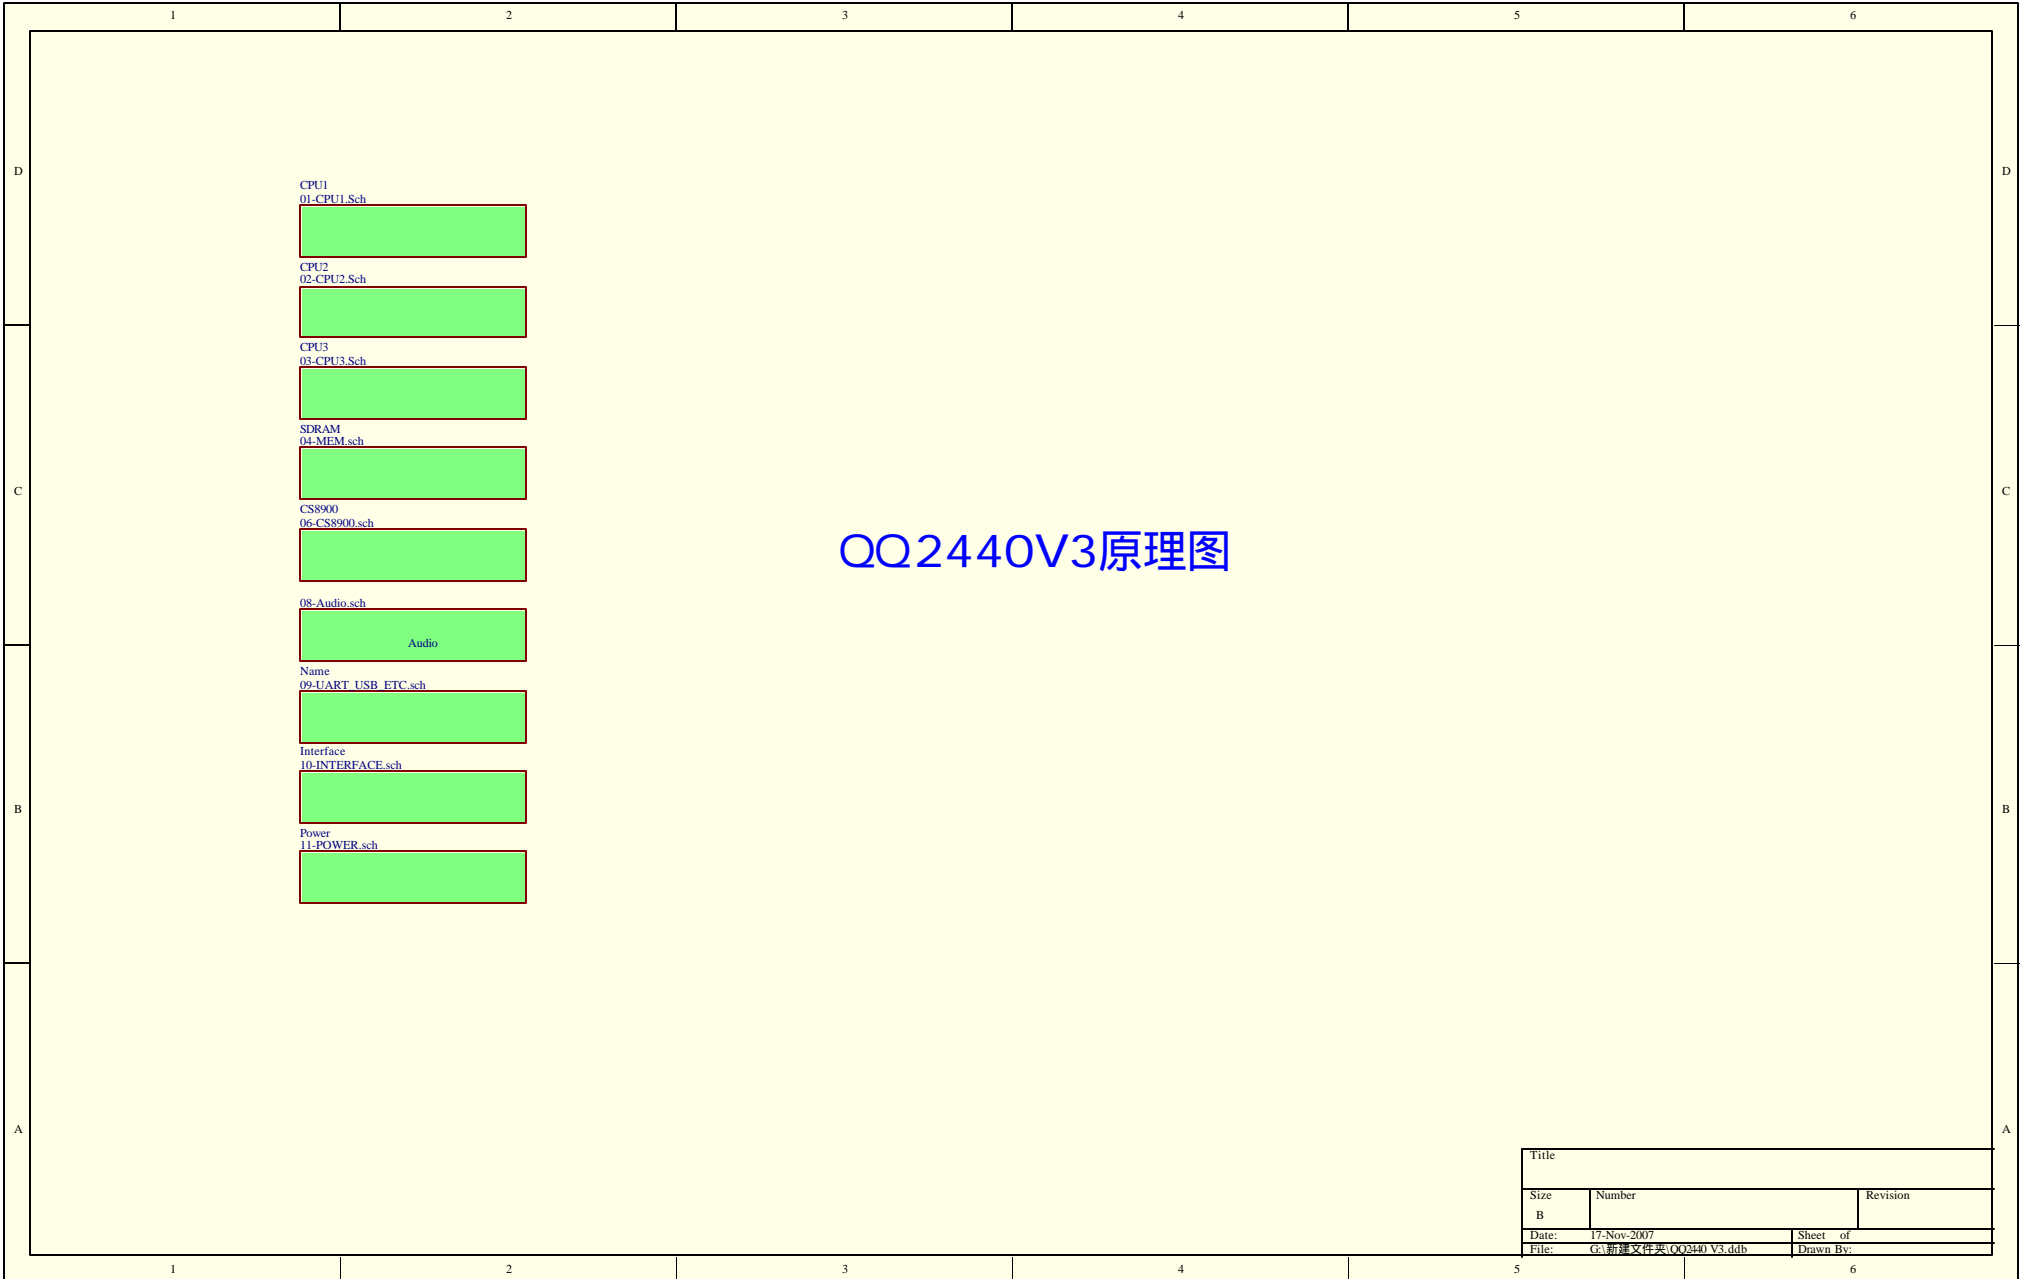 1 2 3 4 5 6
D D
CPU1
01-CPU1.Sch
CPU2
02-CPU2.Sch
CPU3
03-CPU3.Sch
SDRAM
04-MEM.sch
C C
CS8900
06-CS8900.sch
QQ2440V3原理图
08-Audio.sch
Audio
Name
09-UART_USB_ETC.sch
Interface
10-INTERFACE.sch
B B
Power
11-POWER.sch
A A
Title
Size Number Revision
B
Date: 17-Nov-2007 Sheet of
File: G:\新建文件夹\QQ2440 V3.ddb Drawn By:
1 2 3 4 5 6